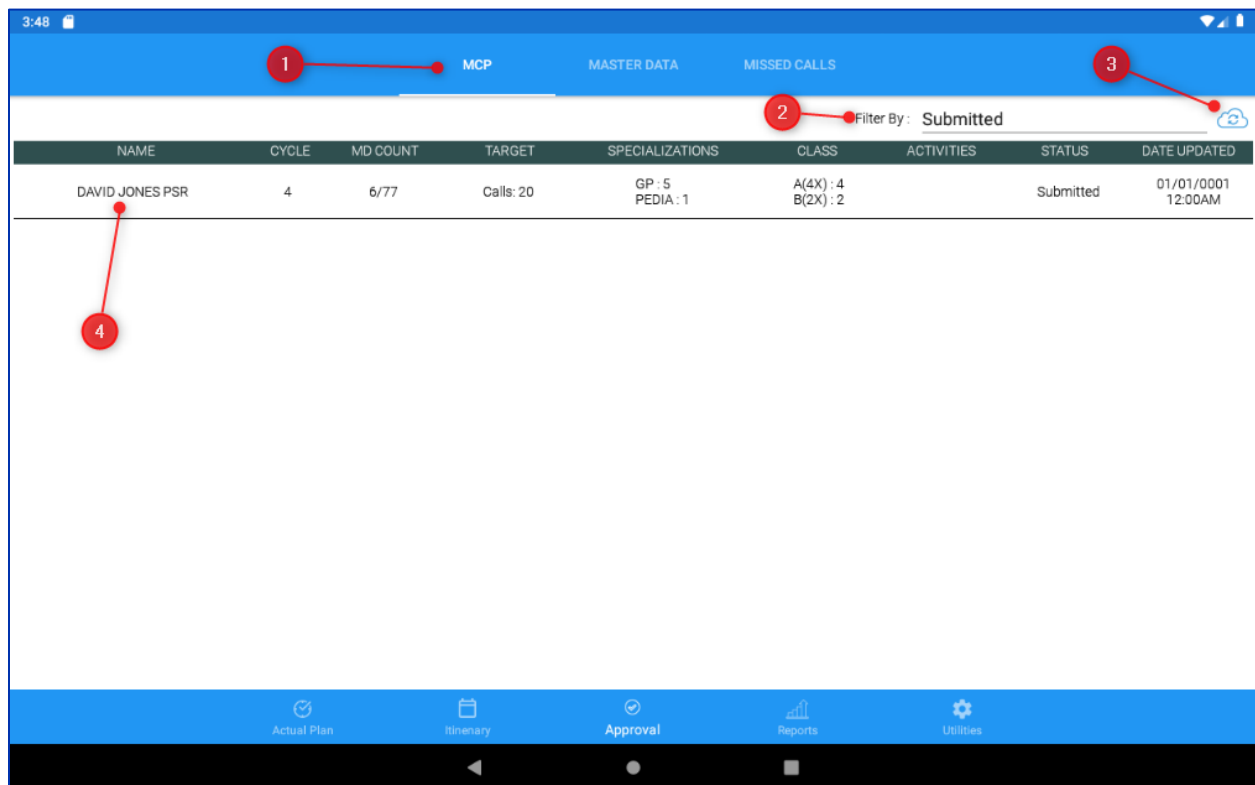 3:48
1
MCP MASTER DATA MISSED CALLS
3
2
Filter By : Submitted
NAME CYCLE MD COUNT TARGET SPECIALIZATIONS CLASS ACTIVITIES STATUS DATE UPDATED
DAVID JONES PSR 4 6/77 Calls: 20 GP : 5 A(4X) : 4 Submitted 01/01/0001
PEDIA : 1 B(2X) : 2 12:00AM
4
Actual Plan Itinenary Approval Reports Utilities